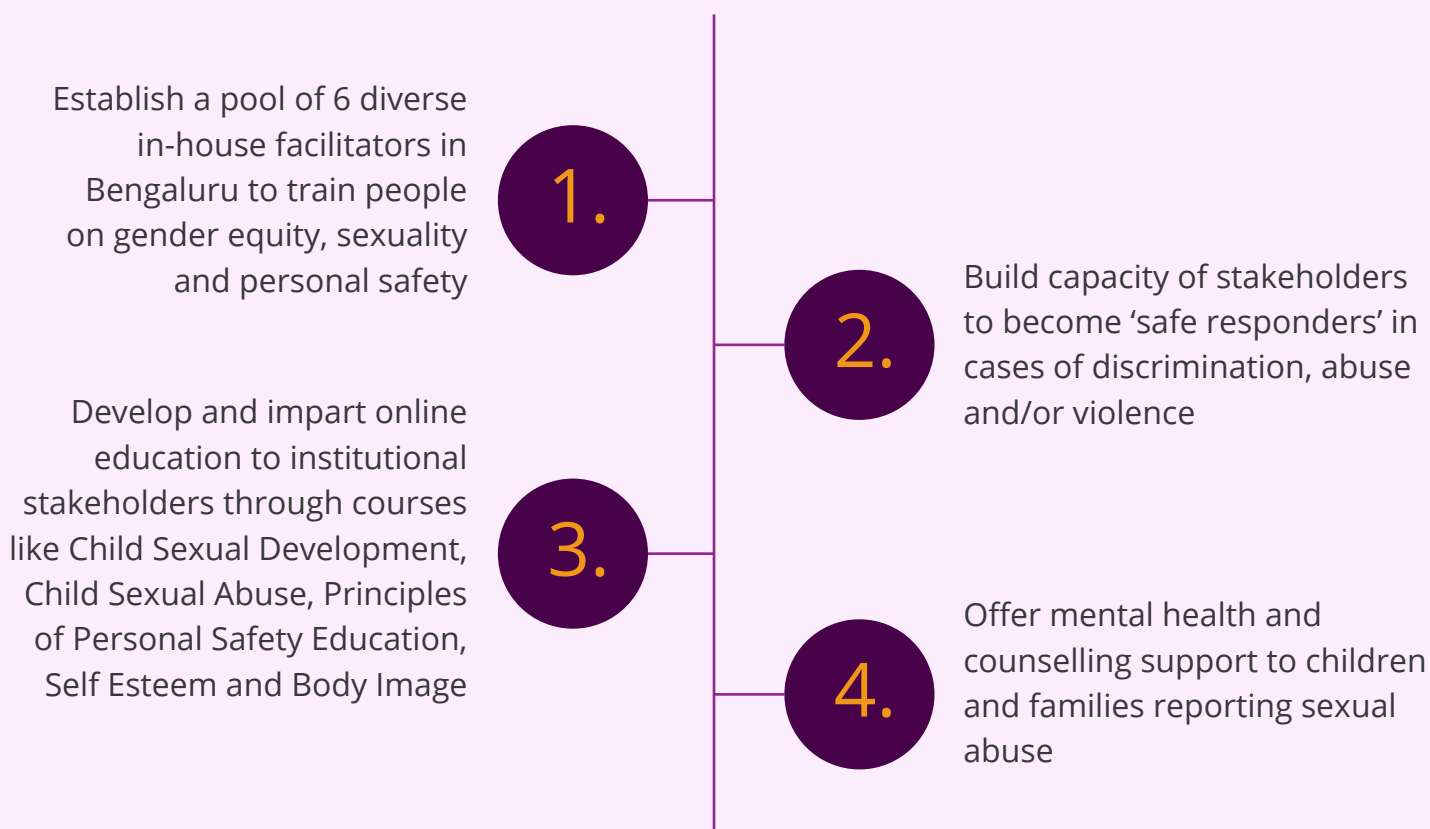 1.
Establish a pool of 6 diverse
in-house facilitators in
Bengaluru to train people
on gender equity, sexuality
and personal safety
2.
Build capacity of stakeholders
to become ‘safe responders’ in
cases of discrimination, abuse
and/or violence
3.
Develop and impart online
education to institutional
stakeholders through courses
like Child Sexual Development,
Child Sexual Abuse, Principles
of Personal Safety Education,
Self Esteem and Body Image
4.
Offer mental health and
counselling support to children
and families reporting sexual
abuse